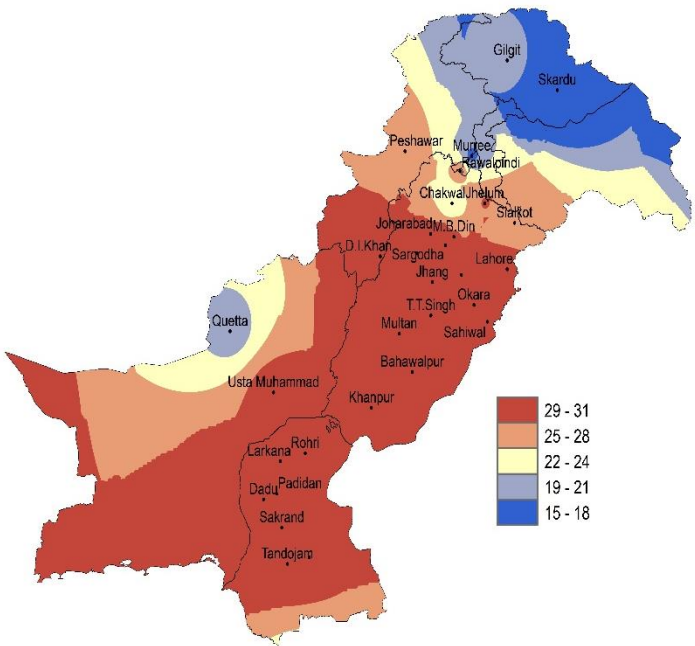 Gilgit
Skardu
Peshawar
Murree
Rawalpindi
Chakwal
Jhelum
Sialkot
Joharabad
M.B.Din
D.I.Khan
Sargodha
Lahore
Jhang
Okara
T.T.Singh
Quetta
Multan
Sahiwal
Bahawalpur
Usta Muhammad
Khanpur
29 - 31
25 - 28
22 - 24
19 - 21
15 - 18
Rohri
Larkana
Padidan
Dadu
Sakrand
Tandojam